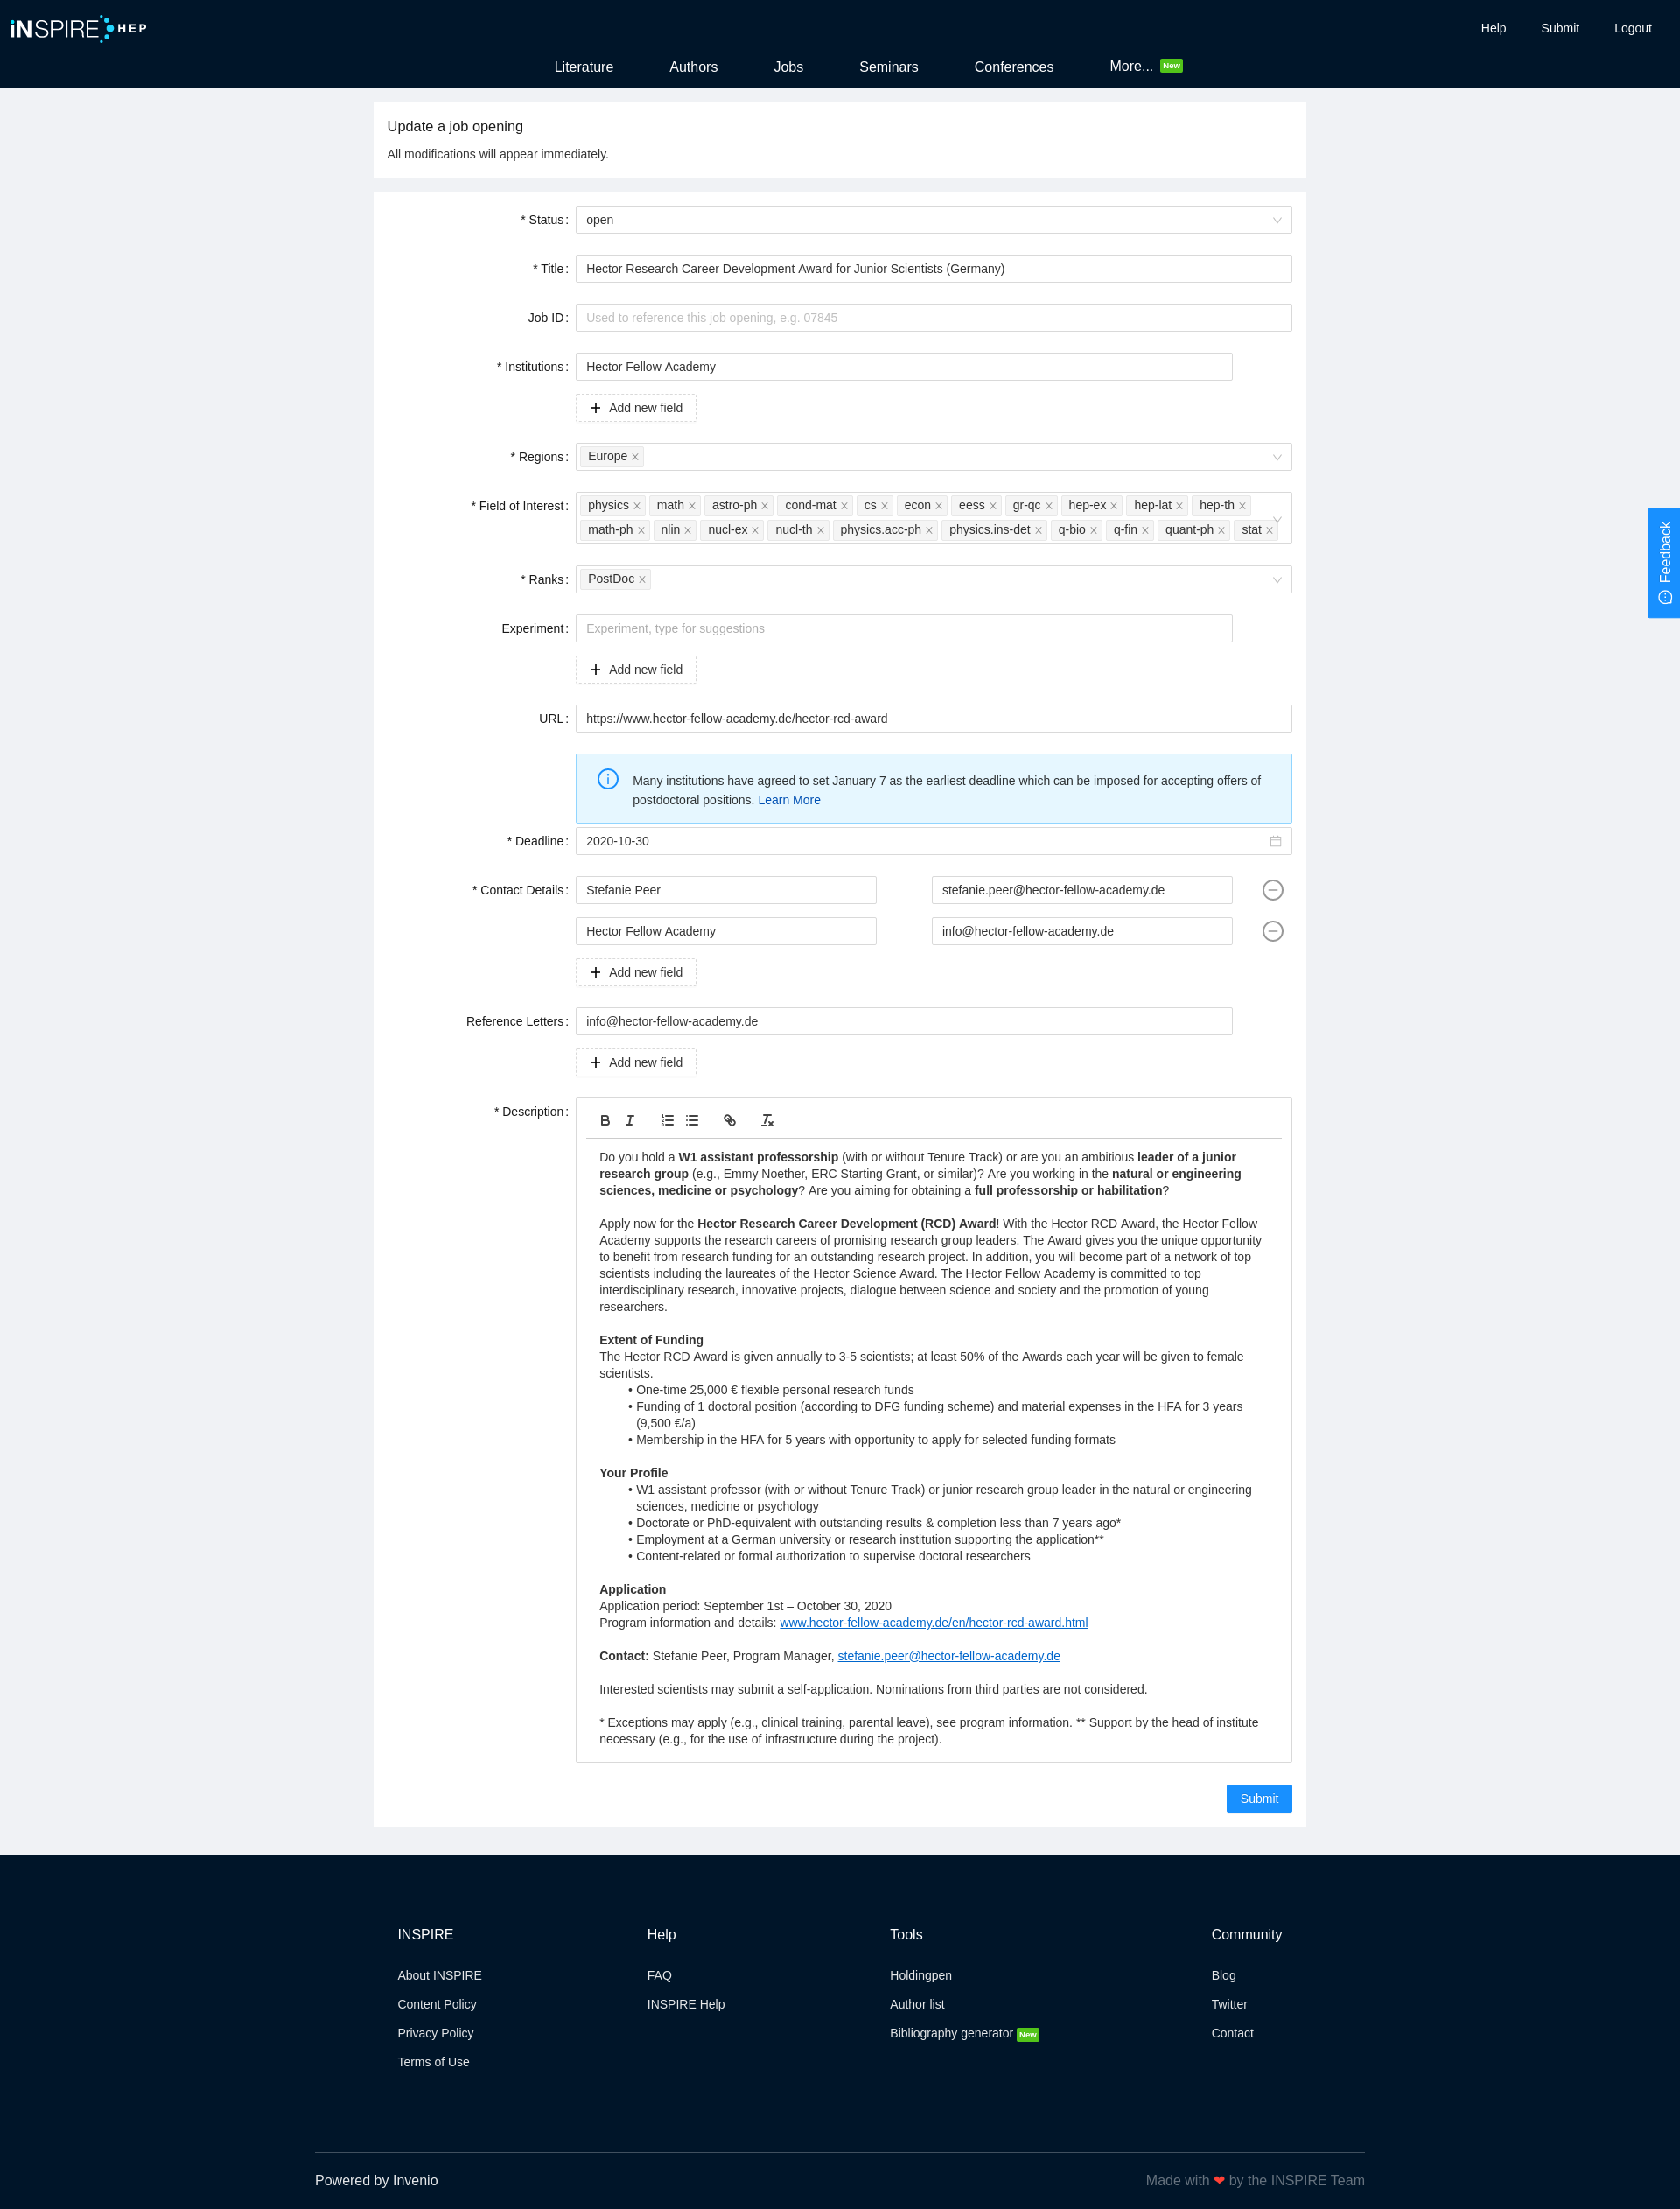 iNSPIRE HEP
Help Submit Logout
Literature Authors Jobs Seminars Conferences More... New
Update a job opening
All modifications will appear immediately.
* Status: open
* Title: Hector Research Career Development Award for Junior Scientists (Germany)
Job ID: Used to reference this job opening, e.g. 07845
* Institutions: Hector Fellow Academy
+ Add new field
* Regions: Europe
* Field of Interest: physics math astro-ph cond-mat cs econ eess gr-qc hep-ex hep-lat hep-th
math-ph nlin nucl-ex nucl-th physics.acc-ph physics.ins-det q-bio q-fin quant-ph stat
* Ranks: PostDoc
Experiment: Experiment, type for suggestions
+ Add new field
URL: https://www.hector-fellow-academy.de/hector-rcd-award
Many institutions have agreed to set January 7 as the earliest deadline which can be imposed for accepting offers of
postdoctoral positions. Learn More
* Deadline: 2020-10-30
* Contact Details: Stefanie Peer stefanie.peer@hector-fellow-academy.de
Hector Fellow Academy info@hector-fellow-academy.de
+ Add new field
Reference Letters: info@hector-fellow-academy.de
+ Add new field
* Description:
Do you hold a W1 assistant professorship (with or without Tenure Track) or are you an ambitious leader of a junior
research group (e.g., Emmy Noether, ERC Starting Grant, or similar)? Are you working in the natural or engineering
sciences, medicine or psychology? Are you aiming for obtaining a full professorship or habilitation?
Apply now for the Hector Research Career Development (RCD) Award! With the Hector RCD Award, the Hector Fellow
Academy supports the research careers of promising research group leaders. The Award gives you the unique opportunity
to benefit from research funding for an outstanding research project. In addition, you will become part of a network of top
scientists including the laureates of the Hector Science Award. The Hector Fellow Academy is committed to top
interdisciplinary research, innovative projects, dialogue between science and society and the promotion of young
researchers.
Extent of Funding
The Hector RCD Award is given annually to 3-5 scientists; at least 50% of the Awards each year will be given to female
scientists.
• One-time 25,000 € flexible personal research funds
• Funding of 1 doctoral position (according to DFG funding scheme) and material expenses in the HFA for 3 years
(9,500 €/a)
• Membership in the HFA for 5 years with opportunity to apply for selected funding formats
Your Profile
• W1 assistant professor (with or without Tenure Track) or junior research group leader in the natural or engineering
sciences, medicine or psychology
• Doctorate or PhD-equivalent with outstanding results & completion less than 7 years ago*
• Employment at a German university or research institution supporting the application**
• Content-related or formal authorization to supervise doctoral researchers
Application
Application period: September 1st – October 30, 2020
Program information and details: www.hector-fellow-academy.de/en/hector-rcd-award.html
Contact: Stefanie Peer, Program Manager, stefanie.peer@hector-fellow-academy.de
Interested scientists may submit a self-application. Nominations from third parties are not considered.
* Exceptions may apply (e.g., clinical training, parental leave), see program information. ** Support by the head of institute
necessary (e.g., for the use of infrastructure during the project).
Submit
Feedback
INSPIRE
About INSPIRE
Content Policy
Privacy Policy
Terms of Use
Help
FAQ
INSPIRE Help
Tools
Holdingpen
Author list
Bibliography generator New
Community
Blog
Twitter
Contact
Powered by Invenio
Made with ❤ by the INSPIRE Team